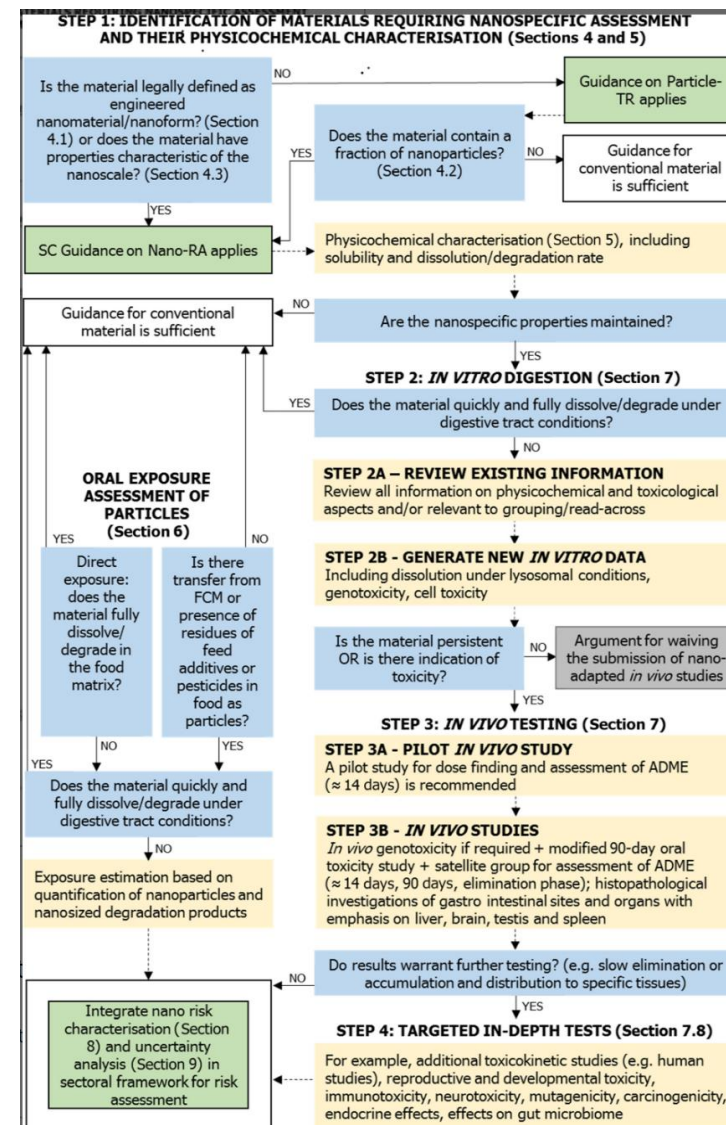 STEP 1: IDENTIFICATION OF MATERIALS REQUIRING NANOSPECIFIC ASSESSMENT
AND THEIR PHYSICOCHEMICAL CHARACTERISATION (Sections 4 and 5)
Is the material legally defined as
engineered
nanomaterial/nanoform? (Section
4.1) or does the material have
properties characteristic of the
nanoscale? (Section 4.3)
NO
Guidance on Particle-
TR applies
Does the material contain a
fraction of nanoparticles?
(Section 4.2)
YES
NO
Guidance for
conventional material
is sufficient
YES
SC Guidance on Nano-RA applies
Physicochemical characterisation (Section 5), including
solubility and dissolution/degradation rate
Guidance for conventional
material is sufficient
NO
Are the nanospecific properties maintained?
YES
STEP 2: IN VITRO DIGESTION (Section 7)
YES
Does the material quickly and fully dissolve/degrade under
digestive tract conditions?
NO
STEP 2A – REVIEW EXISTING INFORMATION
Review all information on physicochemical and toxicological
aspects and/or relevant to grouping/read-across
STEP 2B - GENERATE NEW IN VITRO DATA
Including dissolution under lysosomal conditions,
genotoxicity, cell toxicity
Is the material persistent
OR is there indication of
toxicity?
NO
Argument for waiving
the submission of nano-
adapted in vivo studies
YES
ORAL EXPOSURE
ASSESSMENT OF
PARTICLES
(Section 6)
YES
NO
Direct
exposure:
does the
material fully
dissolve/
degrade in
the food
matrix?
Is there
transfer from
FCM or
presence of
residues of
feed
additives or
pesticides in
food as
particles?
NO
YES
YES
Does the material quickly and
fully dissolve/degrade under
digestive tract conditions?
NO
Exposure estimation based on
quantification of nanoparticles and
nanosized degradation products
STEP 3: IN VIVO TESTING (Section 7)
STEP 3A - PILOT IN VIVO STUDY
A pilot study for dose finding and assessment of ADME
(≈ 14 days) is recommended
STEP 3B - IN VIVO STUDIES
In vivo genotoxicity if required + modified 90-day oral
toxicity study + satellite group for assessment of ADME
(≈ 14 days, 90 days, elimination phase); histopathological
investigations of gastro intestinal sites and organs with
emphasis on liver, brain, testis and spleen
NO
Do results warrant further testing? (e.g. slow elimination or
accumulation and distribution to specific tissues)
YES
Integrate nano risk
characterisation (Section
8) and uncertainty
analysis (Section 9) in
sectoral framework for risk
assessment
STEP 4: TARGETED IN-DEPTH TESTS (Section 7.8)
For example, additional toxicokinetic studies (e.g. human
studies), reproductive and developmental toxicity,
immunotoxicity, neurotoxicity, mutagenicity, carcinogenicity,
endocrine effects, effects on gut microbiome